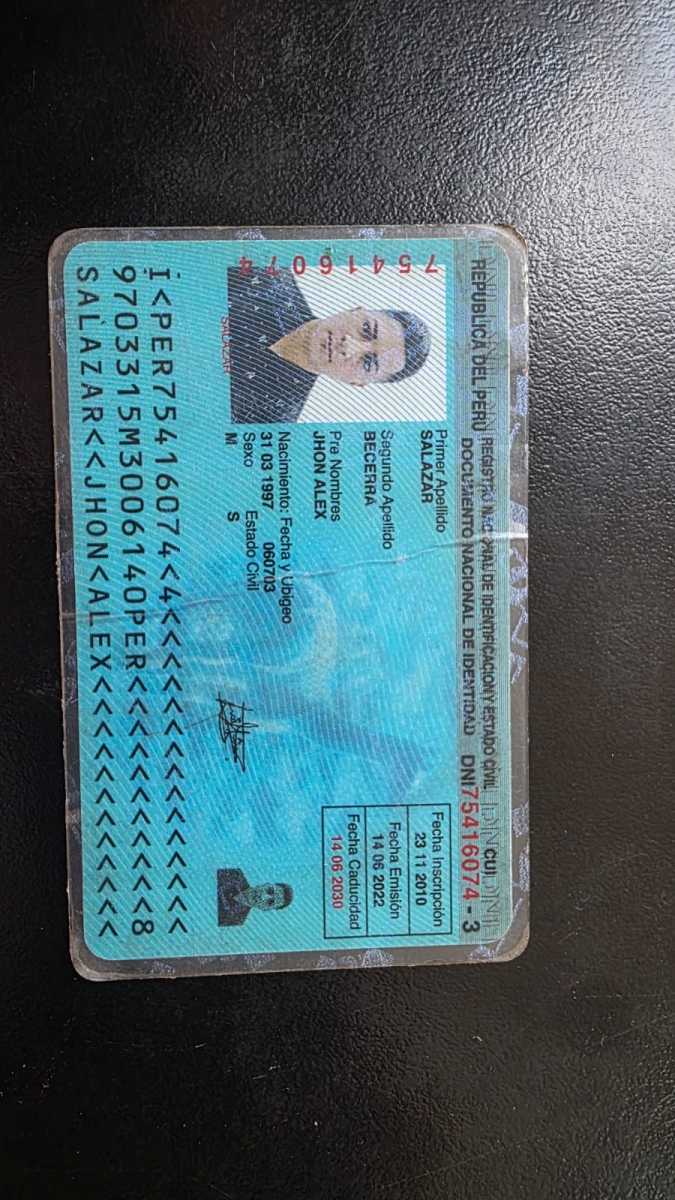 REPUBLICA DEL PERU REGISTRO NACIONAL DE IDENTIFICACION Y ESTADO CIVIL CUI
DOCUMENTO NACIONAL DE IDENTIDAD DNI 75416074 - 3
75416074
SALAZAR
Primer Apellido
SALAZAR
Segundo Apellido
BECERRA
Pre Nombres
JHON ALEX
Nacimiento: Fecha y Ubigeo
31 03 1997 060703
Sexo Estado Civil
M S
Fecha Inscripción
23 11 2010
Fecha Emisión
14 06 2022
Fecha Caducidad
14 06 2030
I<PER75416074<4<<<<<<<<<<<<<<<
9703315M3006140PER<<<<<<<<<<<8
SALAZAR<<JHON<ALEX<<<<<<<<<<<<